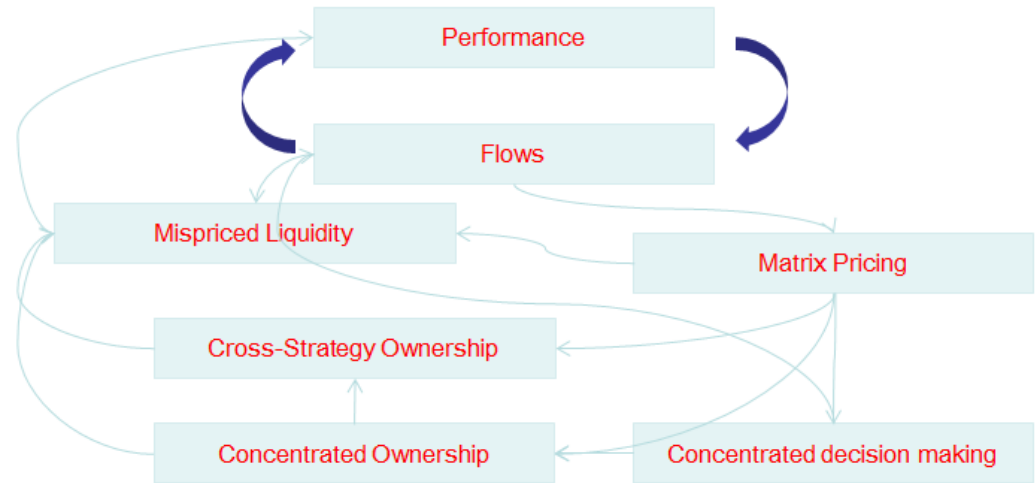 Performance
Flows
Mispriced Liquidity
Matrix Pricing
Cross-Strategy Ownership
Concentrated Ownership
Concentrated decision making